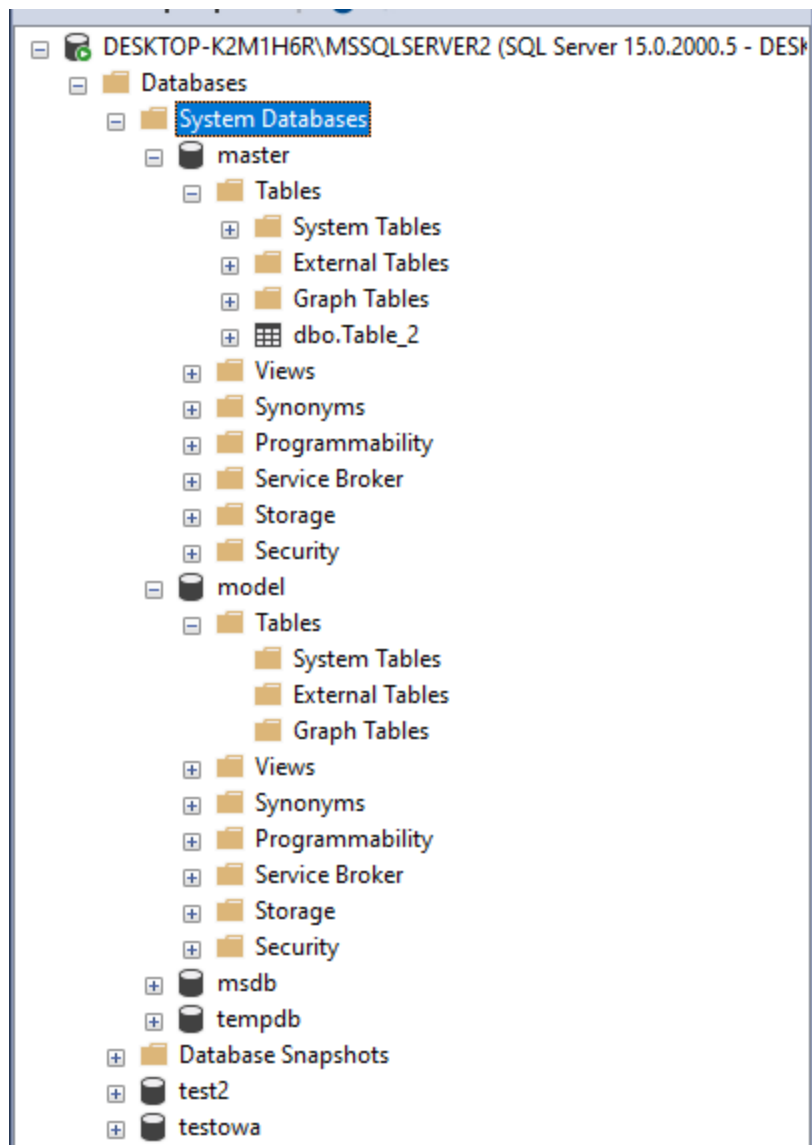 DESKTOP-K2M1H6R\MSSQLSERVER2 (SQL Server 15.0.2000.5 - DESK
Databases
System Databases
master
Tables
System Tables
External Tables
Graph Tables
dbo.Table_2
Views
Synonyms
Programmability
Service Broker
Storage
Security
model
Tables
System Tables
External Tables
Graph Tables
Views
Synonyms
Programmability
Service Broker
Storage
Security
msdb
tempdb
Database Snapshots
test2
testowa